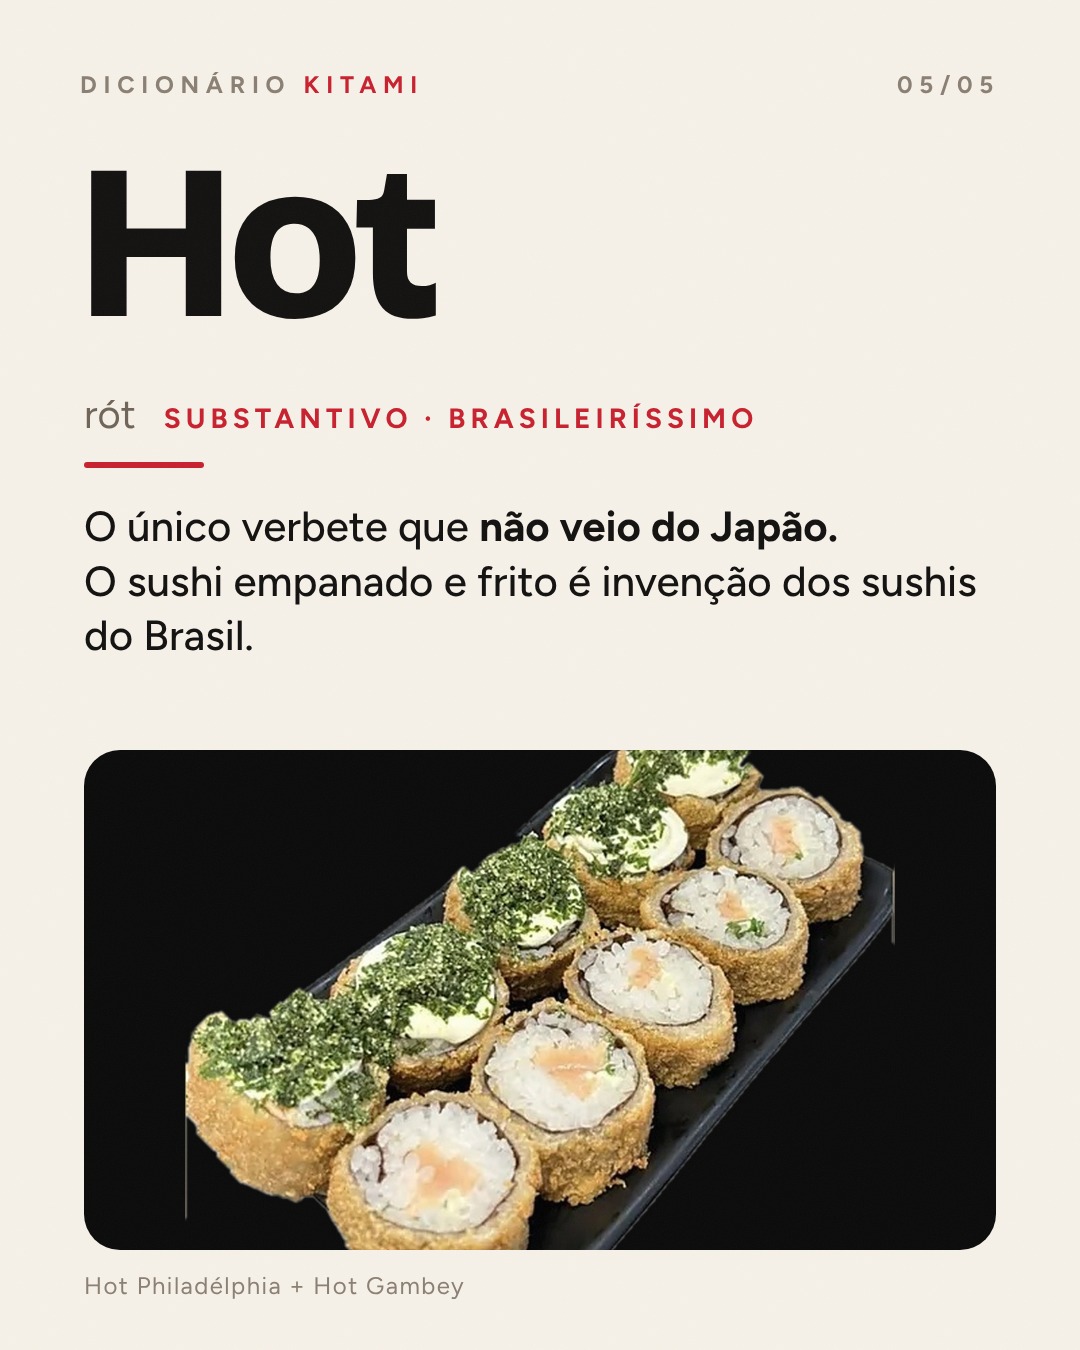 DICIONÁRIO KITAMI
05/05
Hot
rót SUBSTANTIVO · BRASILEIRÍSSIMO
O único verbete que não veio do Japão.
O sushi empanado e frito é invenção dos sushis
do Brasil.
Hot Philadélphia + Hot Gambey